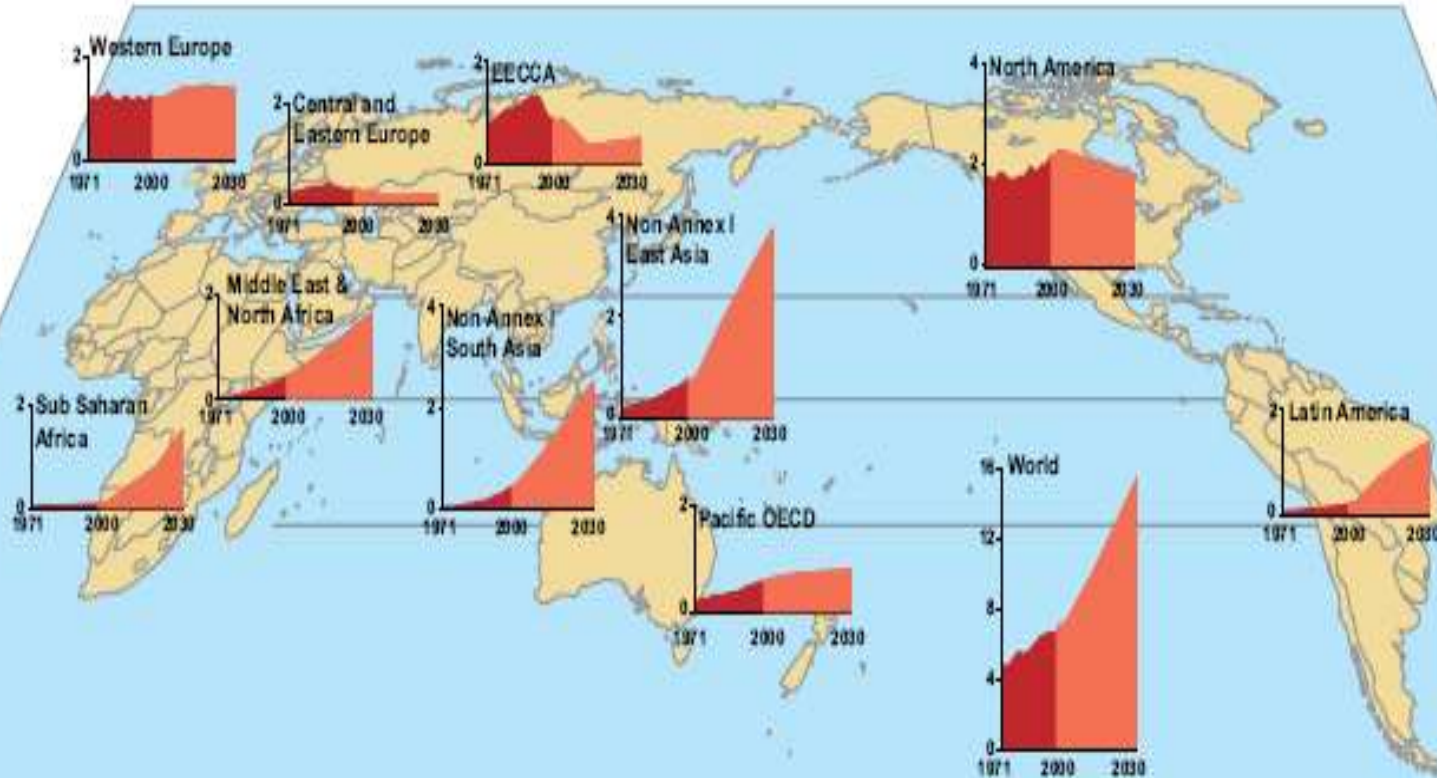 Western Europe
2
0
1971 2000 2030
Central and
Eastern Europe
2
0
1971 2000 2030
EECCA
2
0
1971 2000 2030
North America
4
2
0
1971 2000 2030
Middle East &
North Africa
2
0
1971 2000 2030
Non-Annex I
South Asia
4
2
0
1971 2000 2030
Non-Annex I
East Asia
4
2
0
1971 2000 2030
Sub Saharan
Africa
2
0
1971 2000 2030
Pacific OECD
2
0
1971 2000 2030
World
16
12
8
4
0
1971 2000 2030
Latin America
2
0
1971 2000 2030